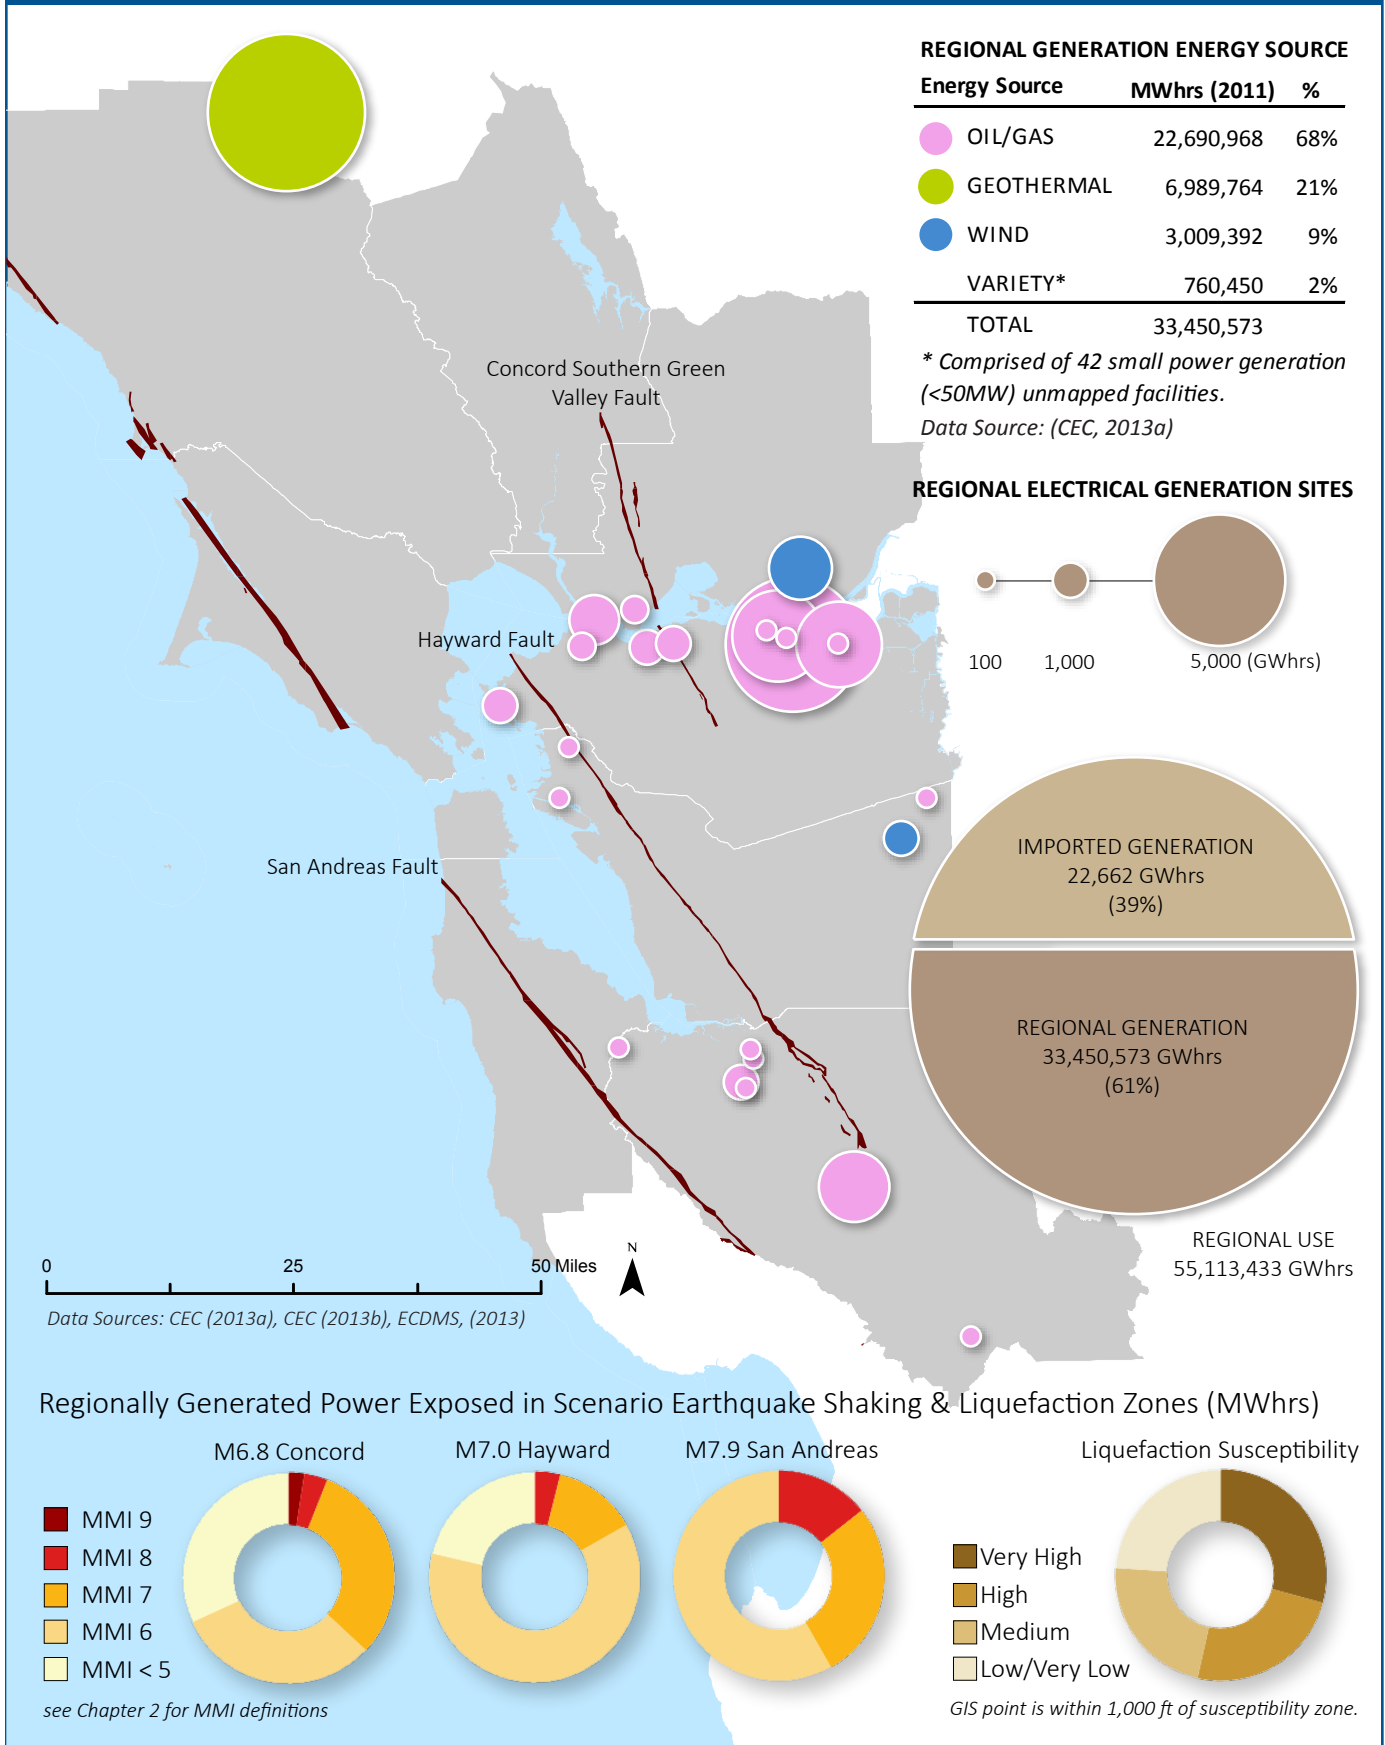 REGIONAL GENERATION ENERGY SOURCE
Energy Source MWhrs (2011) %
OIL/GAS 22,690,968 68%
GEOTHERMAL 6,989,764 21%
WIND 3,009,392 9%
VARIETY* 760,450 2%
TOTAL 33,450,573
* Comprised of 42 small power generation
(<50MW) unmapped facilities.
Data Source: (CEC, 2013a)
REGIONAL ELECTRICAL GENERATION SITES
100 1,000 5,000 (GWhrs)
Concord Southern Green
Valley Fault
Hayward Fault
San Andreas Fault
IMPORTED GENERATION
22,662 GWhrs
(39%)
REGIONAL GENERATION
33,450,573 GWhrs
(61%)
REGIONAL USE
55,113,433 GWhrs
N
0 25 50 Miles
Data Sources: CEC (2013a), CEC (2013b), ECDMS, (2013)
Regionally Generated Power Exposed in Scenario Earthquake Shaking & Liquefaction Zones (MWhrs)
M6.8 Concord M7.0 Hayward M7.9 San Andreas Liquefaction Susceptibility
MMI 9
MMI 8
MMI 7
MMI 6
MMI < 5
see Chapter 2 for MMI definitions
Very High
High
Medium
Low/Very Low
GIS point is within 1,000 ft of susceptibility zone.